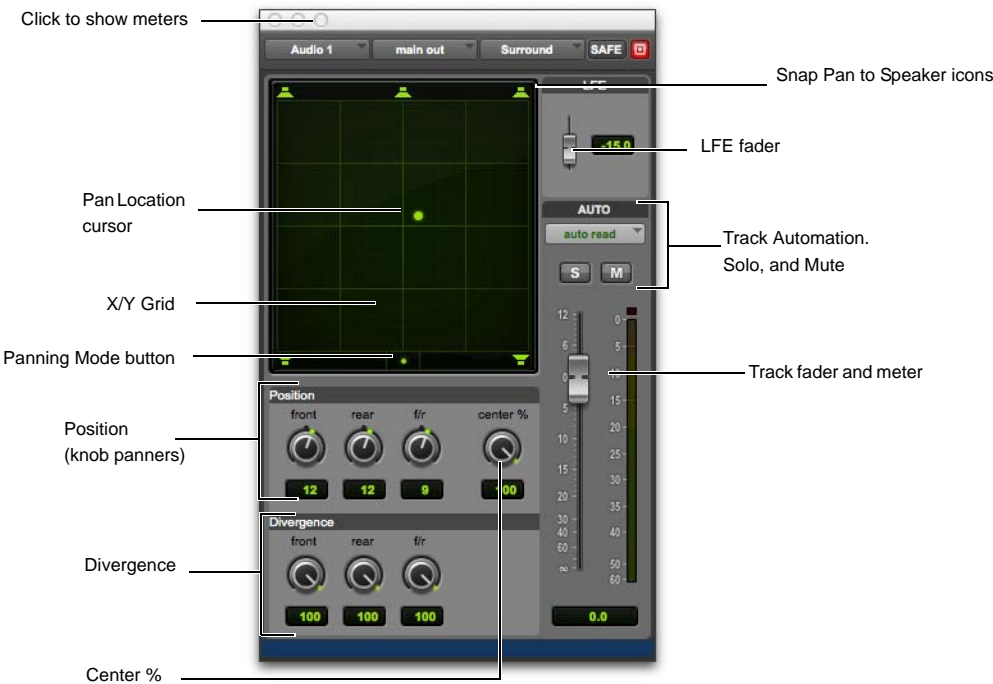 Click to show meters
Audio 1 main out Surround SAFE
Snap Pan to Speaker icons
LFE
-15.0
LFE fader
Pan Location
cursor
AUTO
auto read
Track Automation.
Solo, and Mute
S M
X/Y Grid
Panning Mode button
12
6
0
5
10
15
20
30
40
60
∞
0
5
10
15
20
25
30
35
40
50
60
Track fader and meter
Position
front rear f/r center %
Position
(knob panners)
12 12 9 100
Divergence
front rear f/r
Divergence
100 100 100
0.0
Center %